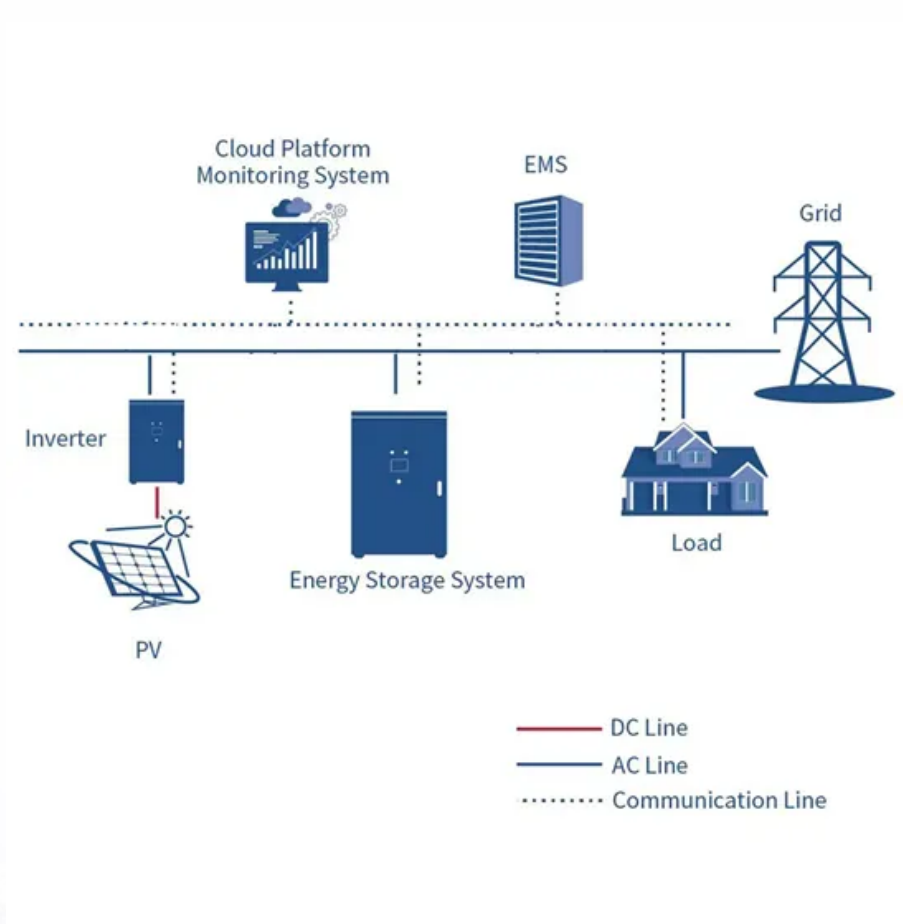 Cloud Platform
Monitoring System
EMS
Grid
Inverter
Energy Storage System
Load
PV
DC Line
AC Line
Communication Line